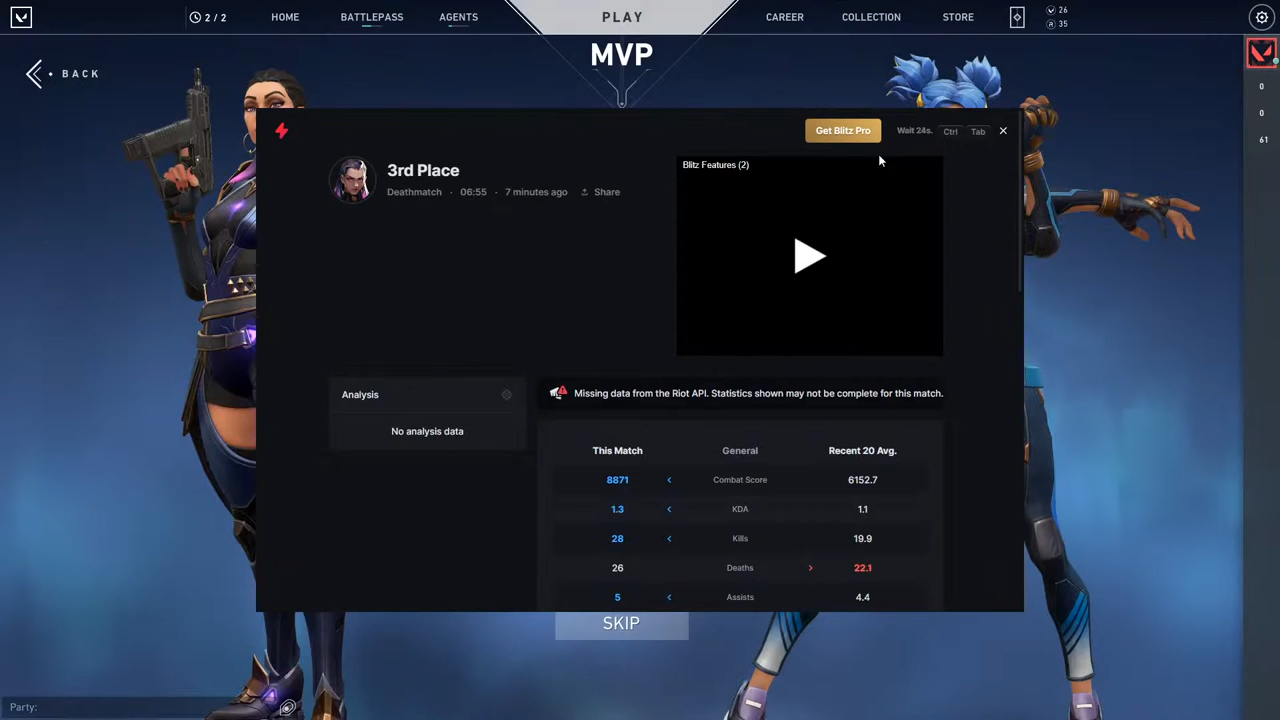 2 / 2
HOME
BATTLEPASS
AGENTS
PLAY
CAREER
COLLECTION
STORE
26
35
BACK
MVP
0
0
61
Get Blitz Pro
Wait 24s.
Ctrl
Tab
3rd Place
Deathmatch · 06:55 · 7 minutes ago
Share
Blitz Features (2)
Analysis
No analysis data
Missing data from the Riot API. Statistics shown may not be complete for this match.
This Match General Recent 20 Avg.
8871 Combat Score 6152.7
1.3 KDA 1.1
28 Kills 19.9
26 Deaths 22.1
5 Assists 4.4
SKIP
Party: